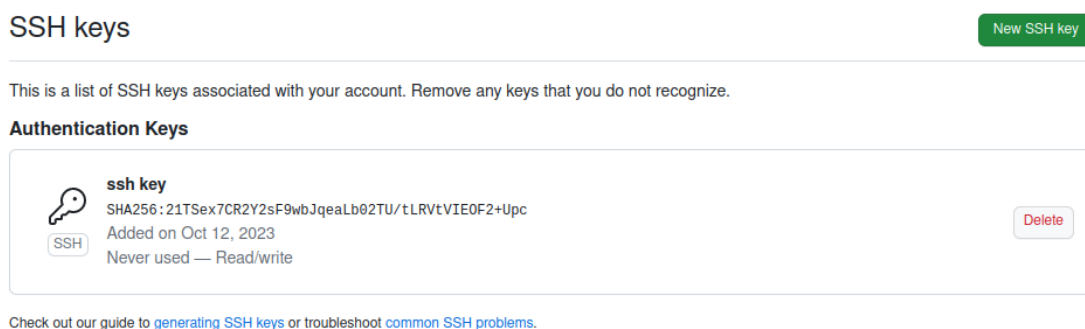 SSH keys
New SSH key
This is a list of SSH keys associated with your account. Remove any keys that you do not recognize.
Authentication Keys
ssh key
SHA256:21TSex7CR2Y2sF9wbJqeaLb02TU/tLRVtVIEOF2+Upc
Added on Oct 12, 2023
SSH
Never used — Read/write
Delete
Check out our guide to generating SSH keys or troubleshoot common SSH problems.